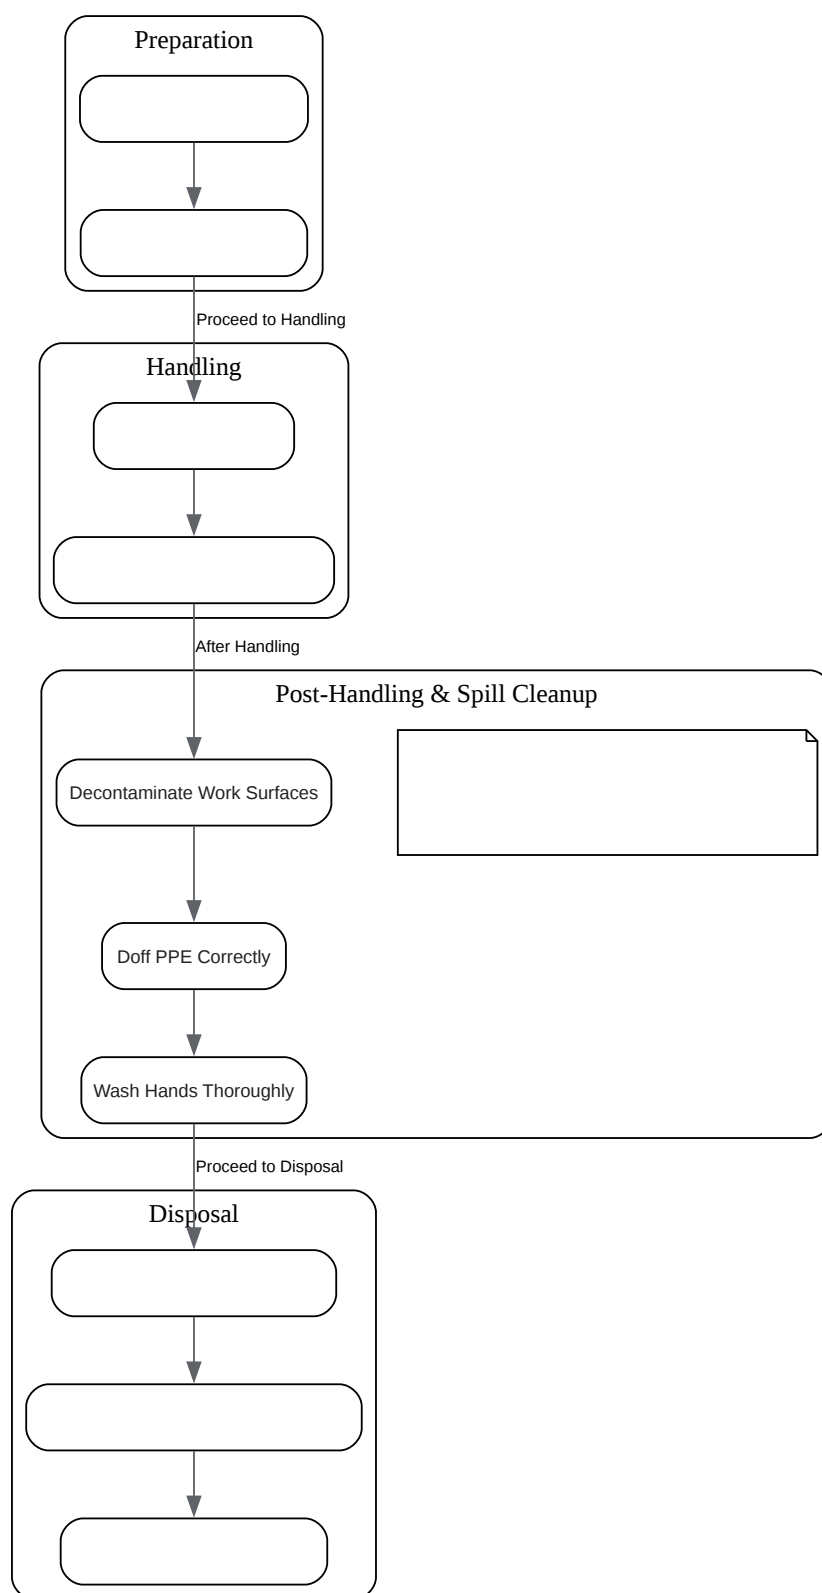 Preparation
Proceed to Handling
Handling
After Handling
Post-Handling & Spill Cleanup
Decontaminate Work Surfaces
Doff PPE Correctly
Wash Hands Thoroughly
Proceed to Disposal
Disposal